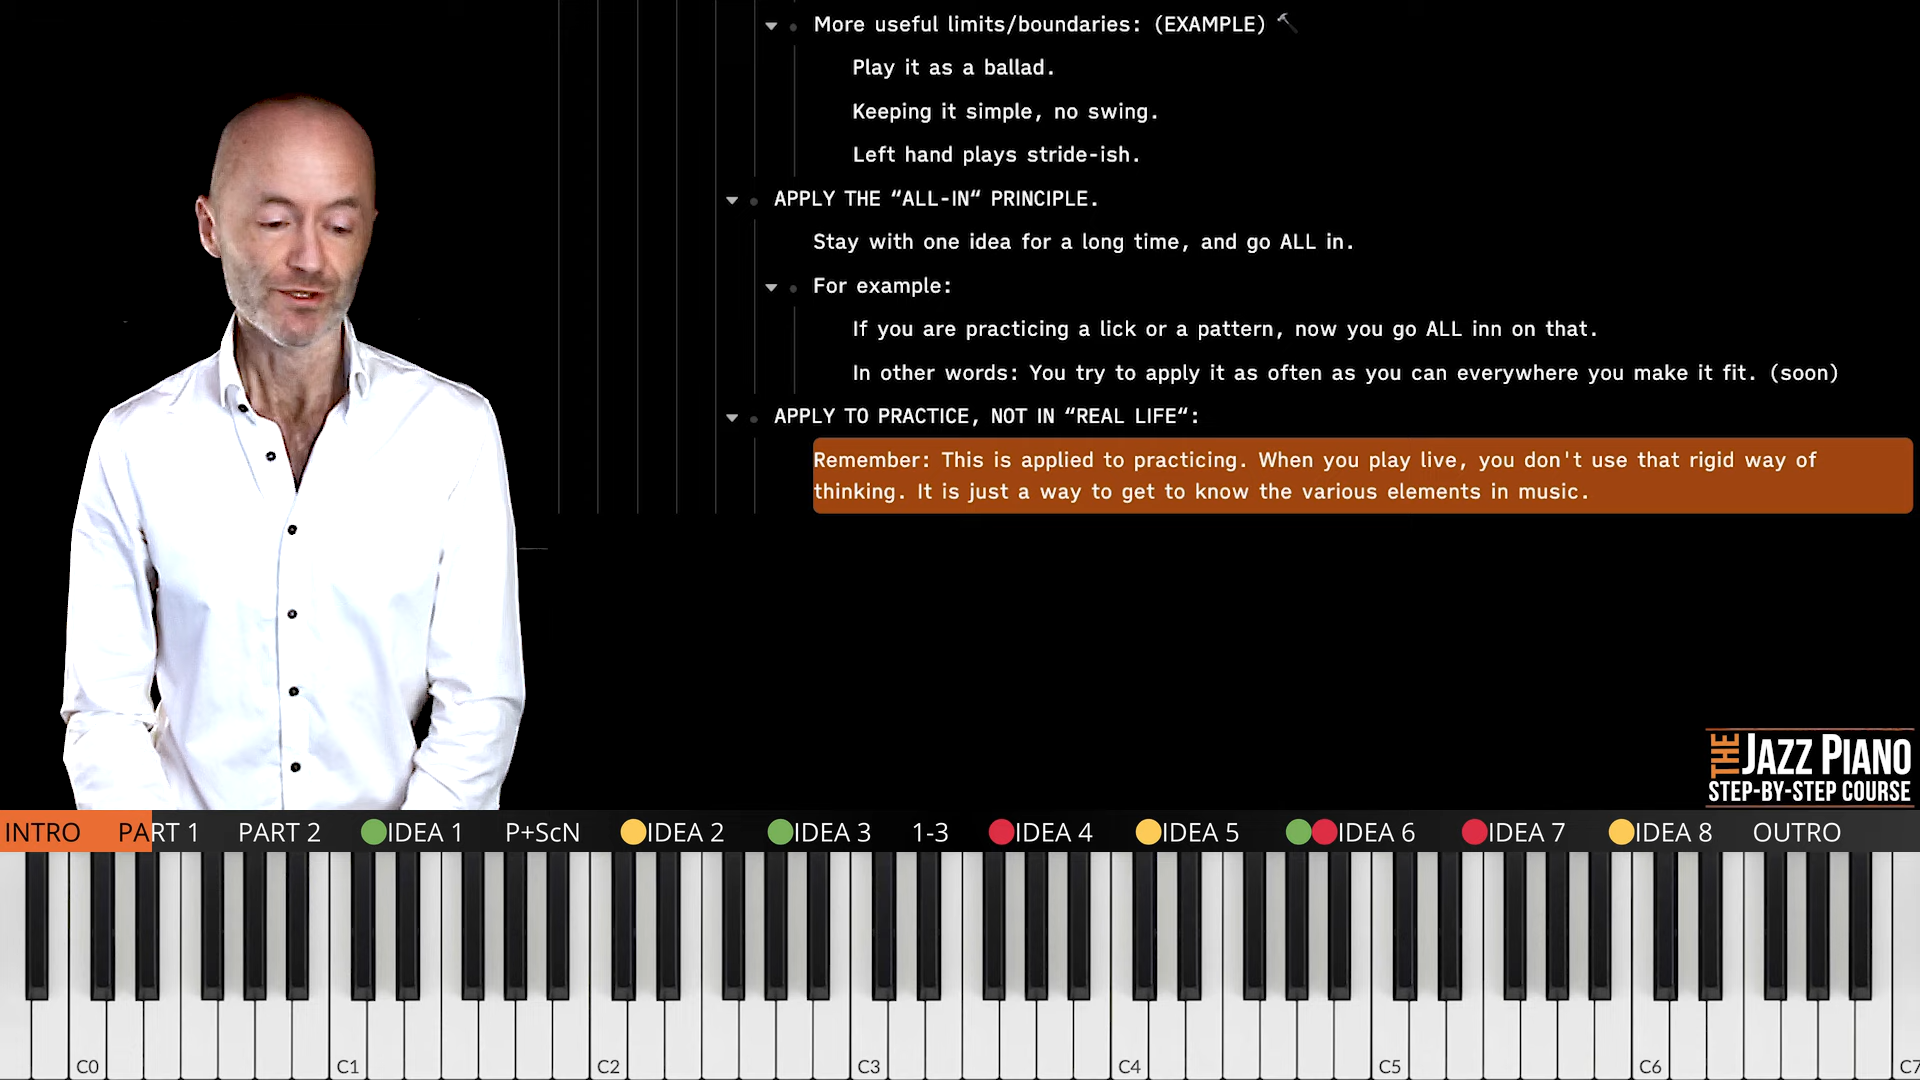 More useful limits/boundaries: (EXAMPLE)
Play it as a ballad.
Keeping it simple, no swing.
Left hand plays stride-ish.
APPLY THE “ALL-IN“ PRINCIPLE.
Stay with one idea for a long time, and go ALL in.
For example:
If you are practicing a lick or a pattern, now you go ALL inn on that.
In other words: You try to apply it as often as you can everywhere you make it fit. (soon)
APPLY TO PRACTICE, NOT IN “REAL LIFE“:
Remember: This is applied to practicing. When you play live, you don't use that rigid way of
thinking. It is just a way to get to know the various elements in music.
THE JAZZ PIANO
STEP-BY-STEP COURSE
INTRO PART 1 PART 2 IDEA 1 P+ScN IDEA 2 IDEA 3 1-3 IDEA 4 IDEA 5 IDEA 6 IDEA 7 IDEA 8 OUTRO
C0 C1 C2 C3 C4 C5 C6 C7